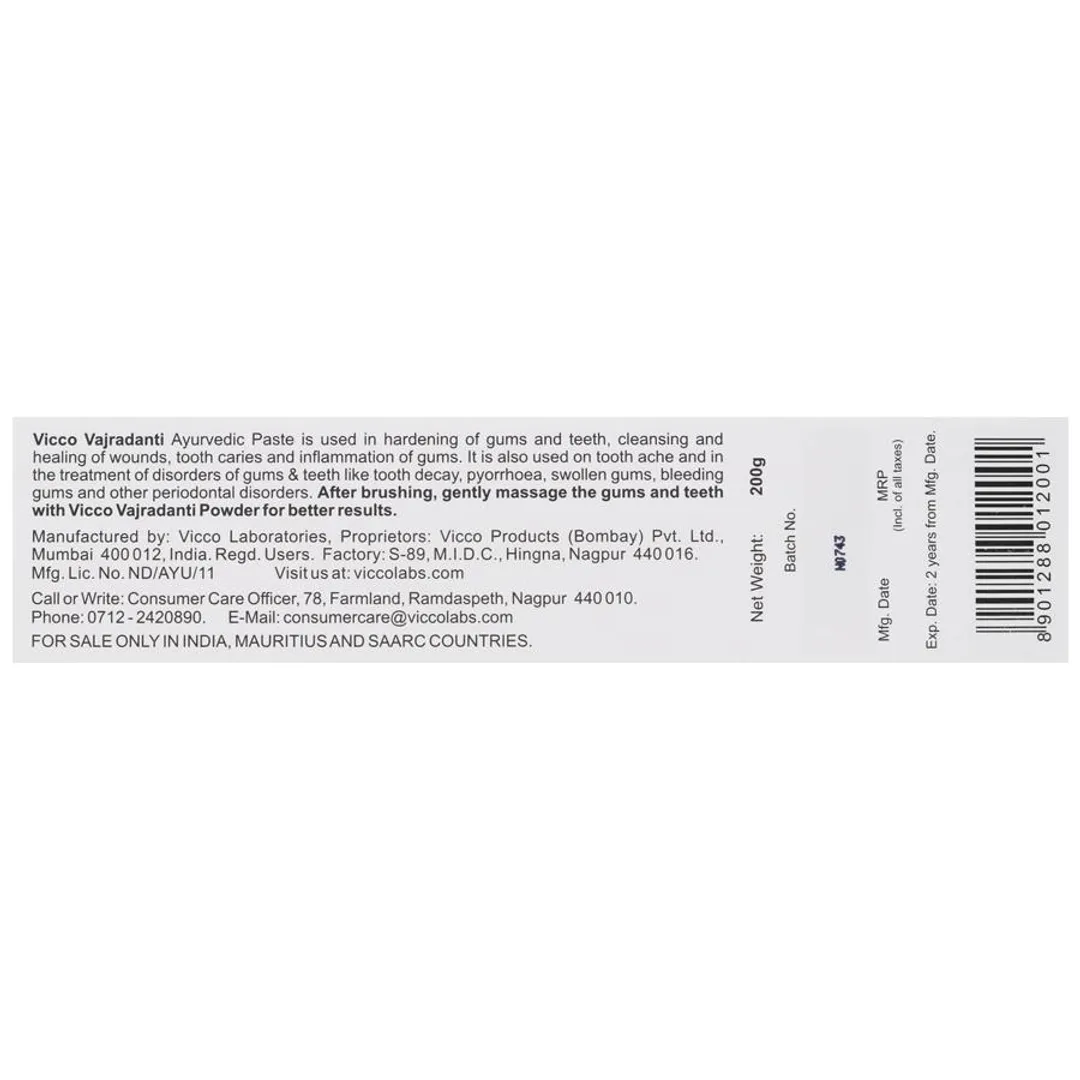 Vicco Vajradanti Ayurvedic Paste is used in hardening of gums and teeth, cleansing and
healing of wounds, tooth caries and inflammation of gums. It is also used on tooth ache and in
the treatment of disorders of gums & teeth like tooth decay, pyorrhoea, swollen gums, bleeding
gums and other periodontal disorders. After brushing, gently massage the gums and teeth
with Vicco Vajradanti Powder for better results.
Manufactured by: Vicco Laboratories, Proprietors: Vicco Products (Bombay) Pvt. Ltd.,
Mumbai 400 012, India. Regd. Users. Factory: S-89, M.I.D.C., Hingna, Nagpur 440 016.
Mfg. Lic. No. ND/AYU/11 Visit us at: viccolabs.com
Call or Write: Consumer Care Officer, 78, Farmland, Ramdaspeth, Nagpur 440 010.
Phone: 0712 - 2420890. E-Mail: consumercare@viccolabs.com
FOR SALE ONLY IN INDIA, MAURITIUS AND SAARC COUNTRIES.
Net Weight: 200g
Batch No.
MD743
Mfg. Date MRP
(Incl. of all taxes)
Exp. Date: 2 years from Mfg. Date.
8901288012001